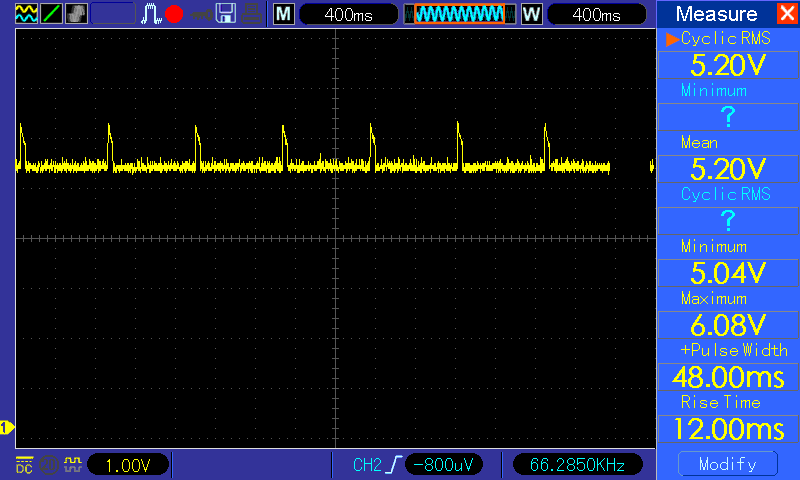 M 400ms W 400ms
Measure
Cyclic RMS
5.20V
Minimum
?
Mean
5.20V
Cyclic RMS
?
Minimum
5.04V
Maximum
6.08V
+Pulse Width
48.00ms
Rise Time
12.00ms
Modify
1
DC 1.00V CH2 -800uV 66.2850KHz